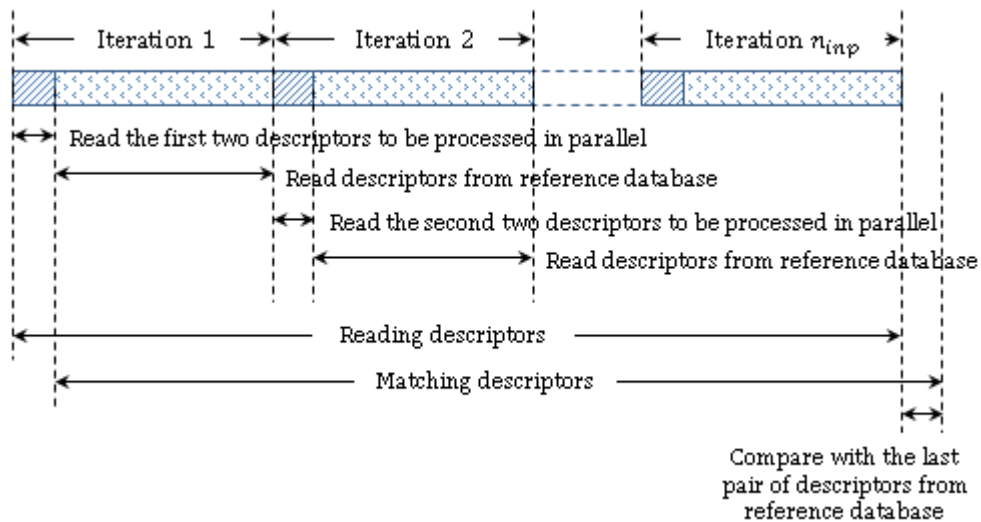 Iteration 1
Iteration 2
Iteration n_{inp}
Read the first two descriptors to be processed in parallel
Read descriptors from reference database
Read the second two descriptors to be processed in parallel
Read descriptors from reference database
Reading descriptors
Matching descriptors
Compare with the last
pair of descriptors from
reference database